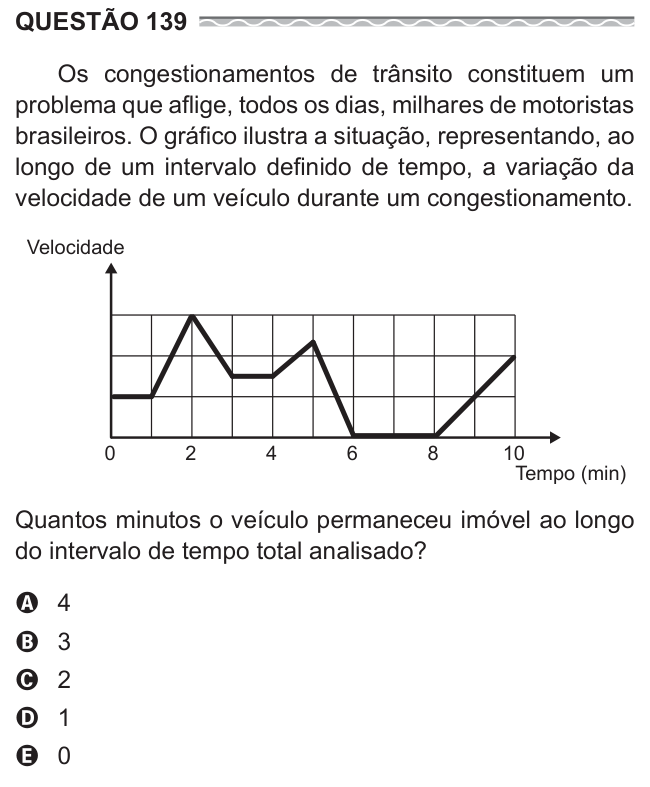 QUESTÃO 139
Os congestionamentos de trânsito constituem um
problema que aflige, todos os dias, milhares de motoristas
brasileiros. O gráfico ilustra a situação, representando, ao
longo de um intervalo definido de tempo, a variação da
velocidade de um veículo durante um congestionamento.
Velocidade
0 2 4 6 8 10
Tempo (min)
Quantos minutos o veículo permaneceu imóvel ao longo
do intervalo de tempo total analisado?
A 4
B 3
C 2
D 1
E 0